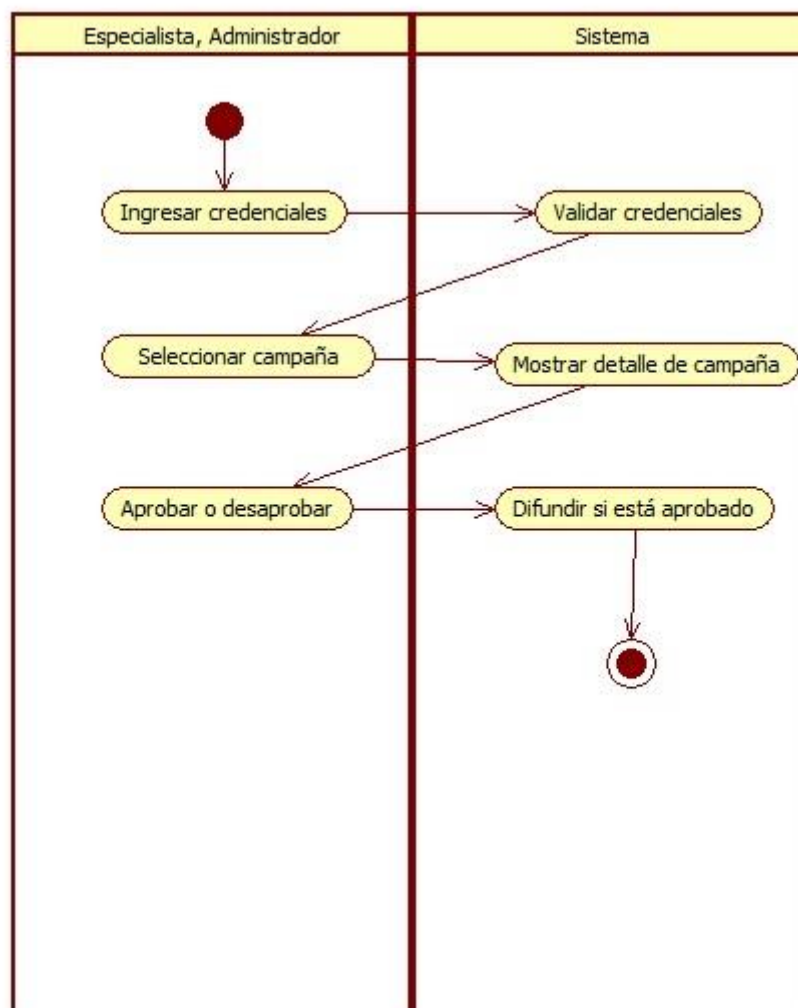 Especialista, Administrador
Sistema
Ingresar credenciales
Validar credenciales
Seleccionar campaña
Mostrar detalle de campaña
Aprobar o desaprobar
Difundir si está aprobado